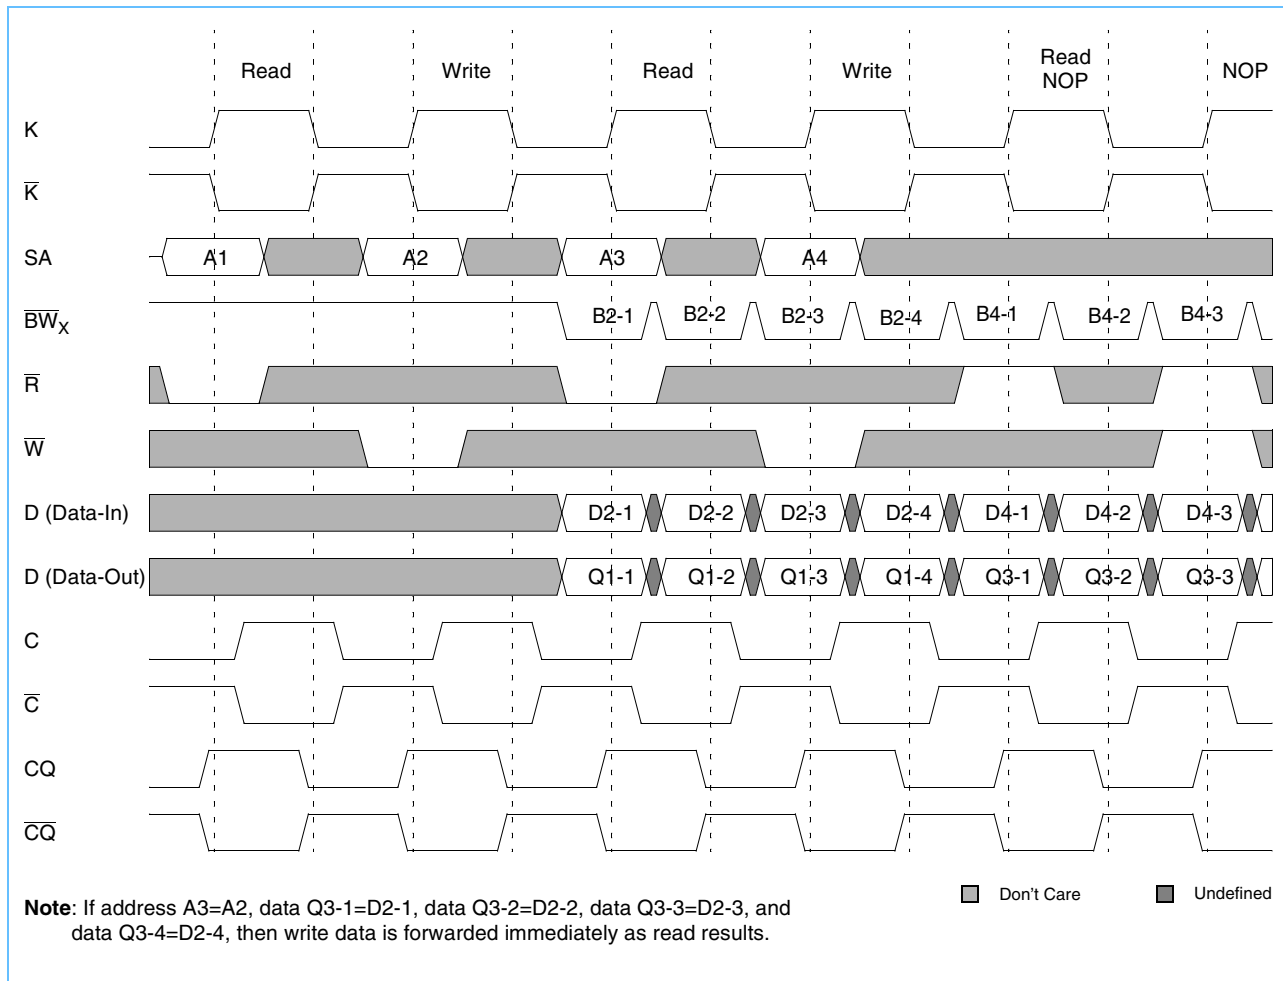 Read Write Read Write Read NOP NOP
K
K̅
SA A1 A2 A3 A4
B̅W̅X B2-1 B2-2 B2-3 B2-4 B4-1 B4-2 B4-3
R̅
W̅
D (Data-In) D2-1 D2-2 D2-3 D2-4 D4-1 D4-2 D4-3
D (Data-Out) Q1-1 Q1-2 Q1-3 Q1-4 Q3-1 Q3-2 Q3-3
C
C̅
CQ
C̅Q̅
Don't Care Undefined
Note: If address A3=A2, data Q3-1=D2-1, data Q3-2=D2-2, data Q3-3=D2-3, and
data Q3-4=D2-4, then write data is forwarded immediately as read results.